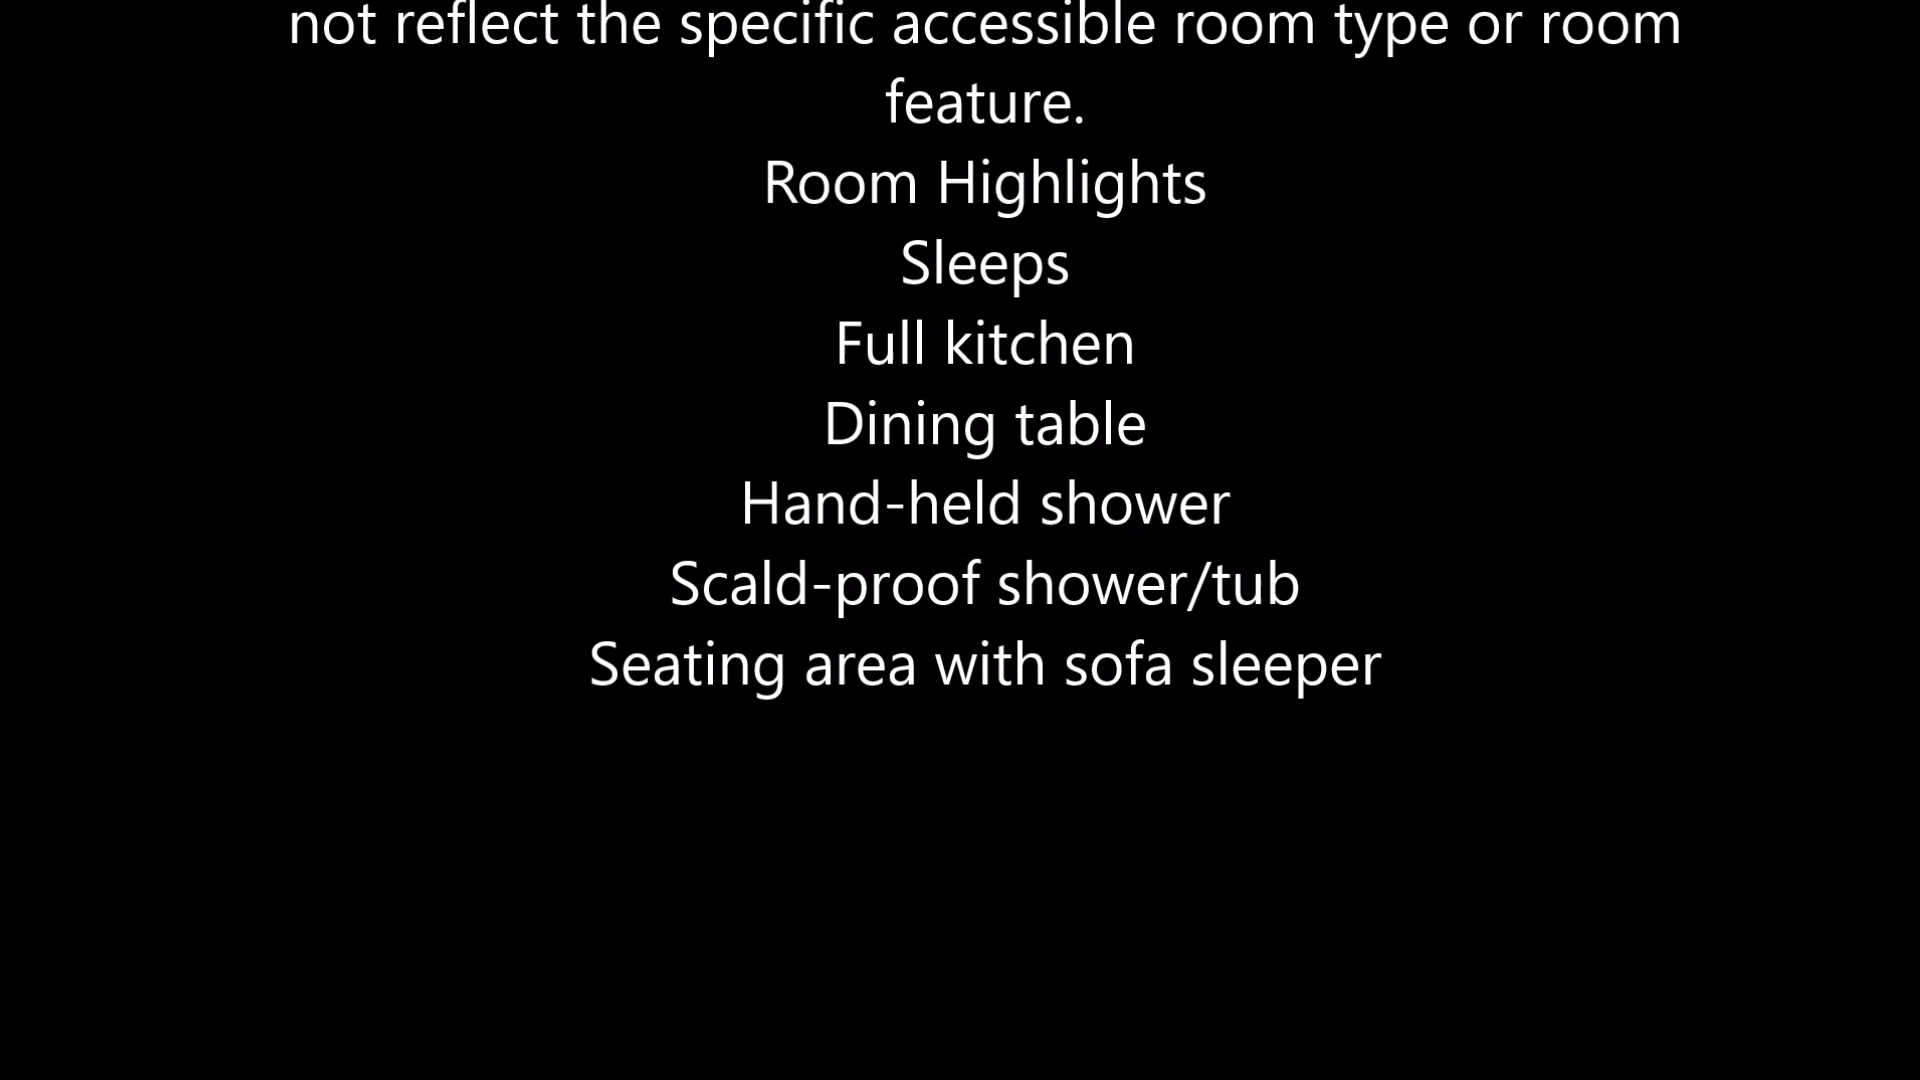 not reflect the specific accessible room type or room
feature.
Room Highlights
Sleeps
Full kitchen
Dining table
Hand-held shower
Scald-proof shower/tub
Seating area with sofa sleeper